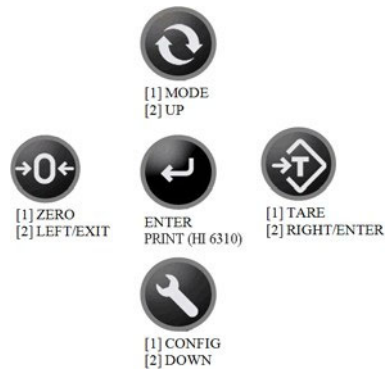 [1] MODE
[2] UP
→0←
[1] ZERO
[2] LEFT/EXIT
ENTER
PRINT (HI 6310)
T
[1] TARE
[2] RIGHT/ENTER
[1] CONFIG
[2] DOWN